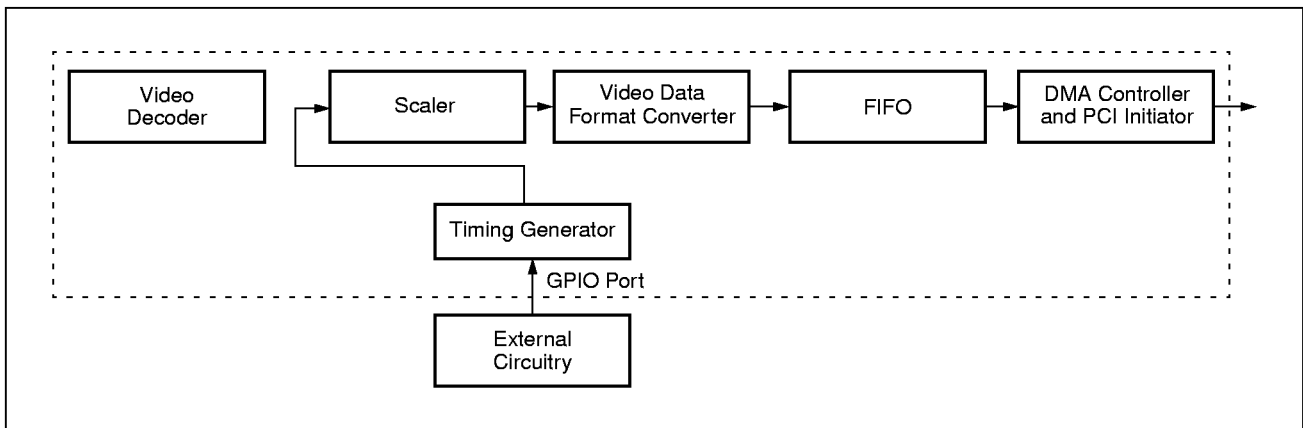 Video
Decoder
Scaler
Video Data
Format Converter
FIFO
DMA Controller
and PCI Initiator
Timing Generator
GPIO Port
External
Circuitry